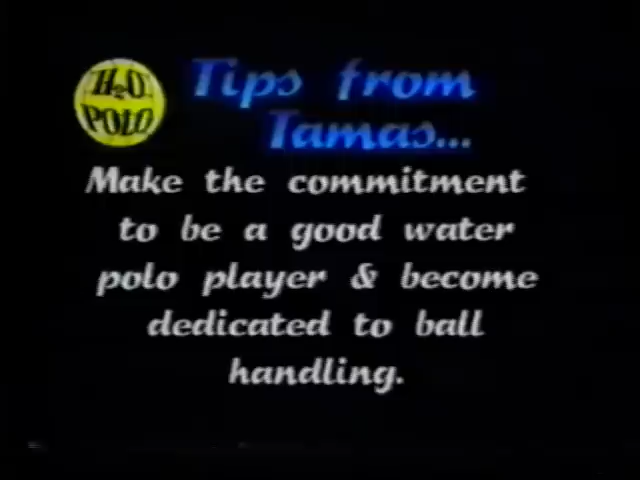 H2O
POLO
Tips from
Tamas...
Make the commitment
to be a good water
polo player & become
dedicated to ball
handling.